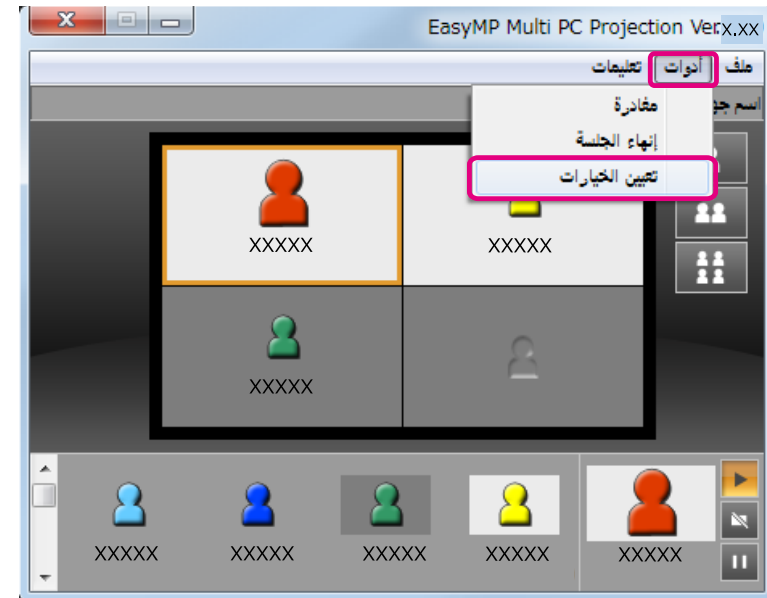 EasyMP Multi PC Projection Ver.x.xx
ملف أدوات تعليمات
مغادرة
إنهاء الجلسة
تعيين الخيارات
اسم
XXXXX XXXXX
XXXXX
XXXXX XXXXX XXXXX XXXXX XXXXX